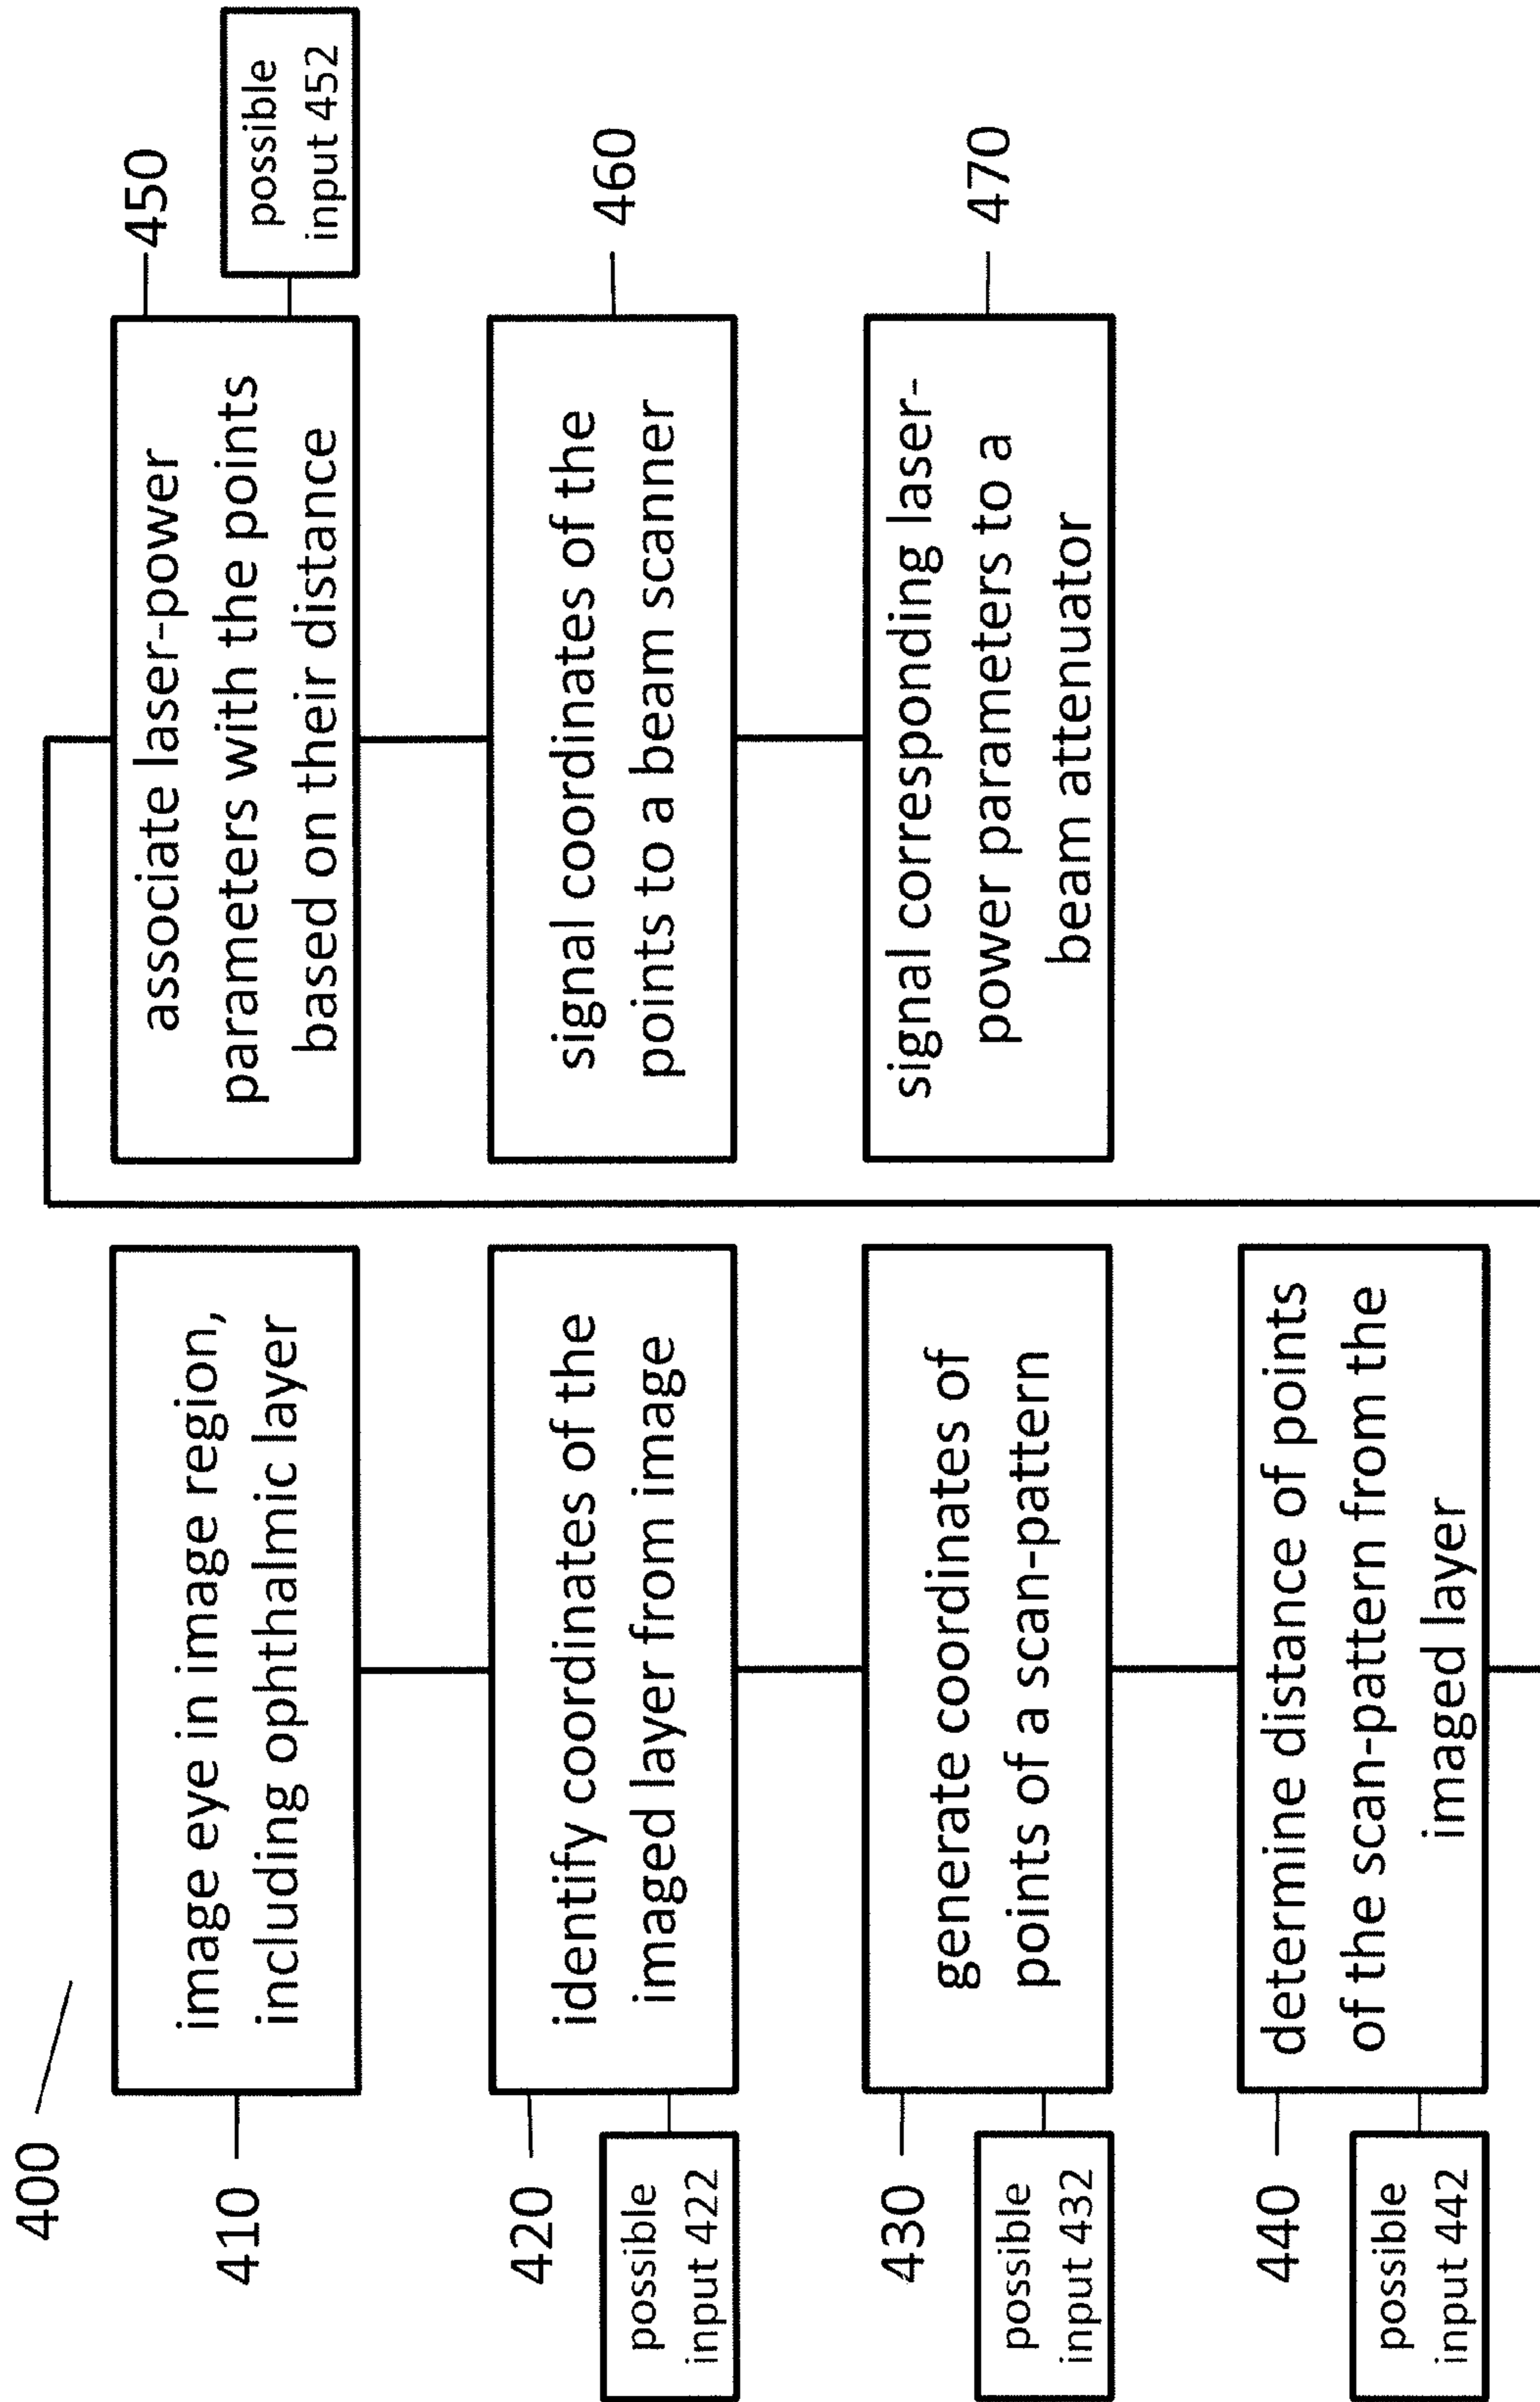 400
410
image eye in image region,
including ophthalmic layer
420
identify coordinates of the
imaged layer from image
possible
input 422
430
generate coordinates of
points of a scan-pattern
possible
input 432
440
determine distance of points
of the scan-pattern from the
imaged layer
possible
input 442
associate laser-power
parameters with the points
based on their distance
450
possible
input 452
signal coordinates of the
points to a beam scanner
460
signal corresponding laser-
power parameters to a
beam attenuator
470